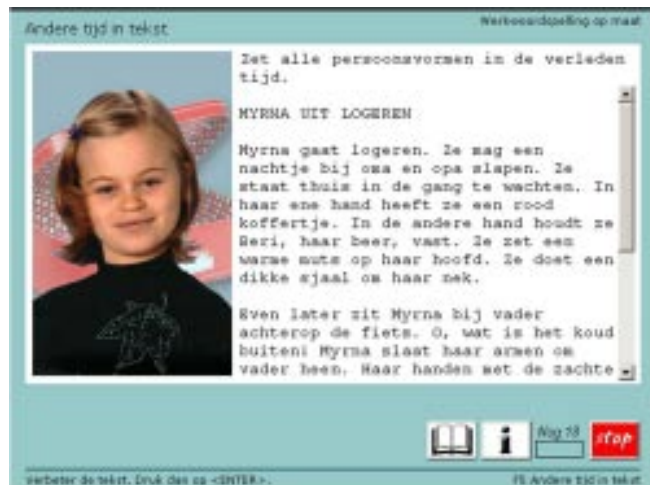 Andere tijd in tekst
Werkwoordspelling op maat
Zet alle persoonsvormen in de verleden
tijd.
MYRNA UIT LOGEREN
Myrna gaat logeren. Ze mag een
nachtje bij oma en opa slapen. Ze
staat thuis in de gang te wachten. In
haar ene hand heeft ze een rood
koffertje. In de andere hand houdt ze
Beri, haar beer, vast. Ze zet een
warme muts op haar hoofd. Ze doet een
dikke sjaal om haar nek.
Even later zit Myrna bij vader
achterop de fiets. O, wat is het koud
buiten! Myrna slaat haar armen om
vader heen. Haar handen met de zachte
i
Nog 18
stop
Verbeter de tekst. Druk dan op <ENTER>.
F5 Andere tijd in tekst